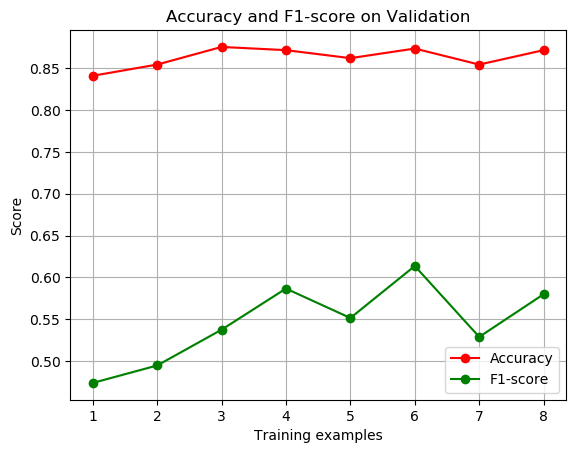 Accuracy and F1-score on Validation
Score
0.85
0.80
0.75
0.70
0.65
0.60
0.55
0.50
Accuracy
F1-score
1 2 3 4 5 6 7 8
Training examples